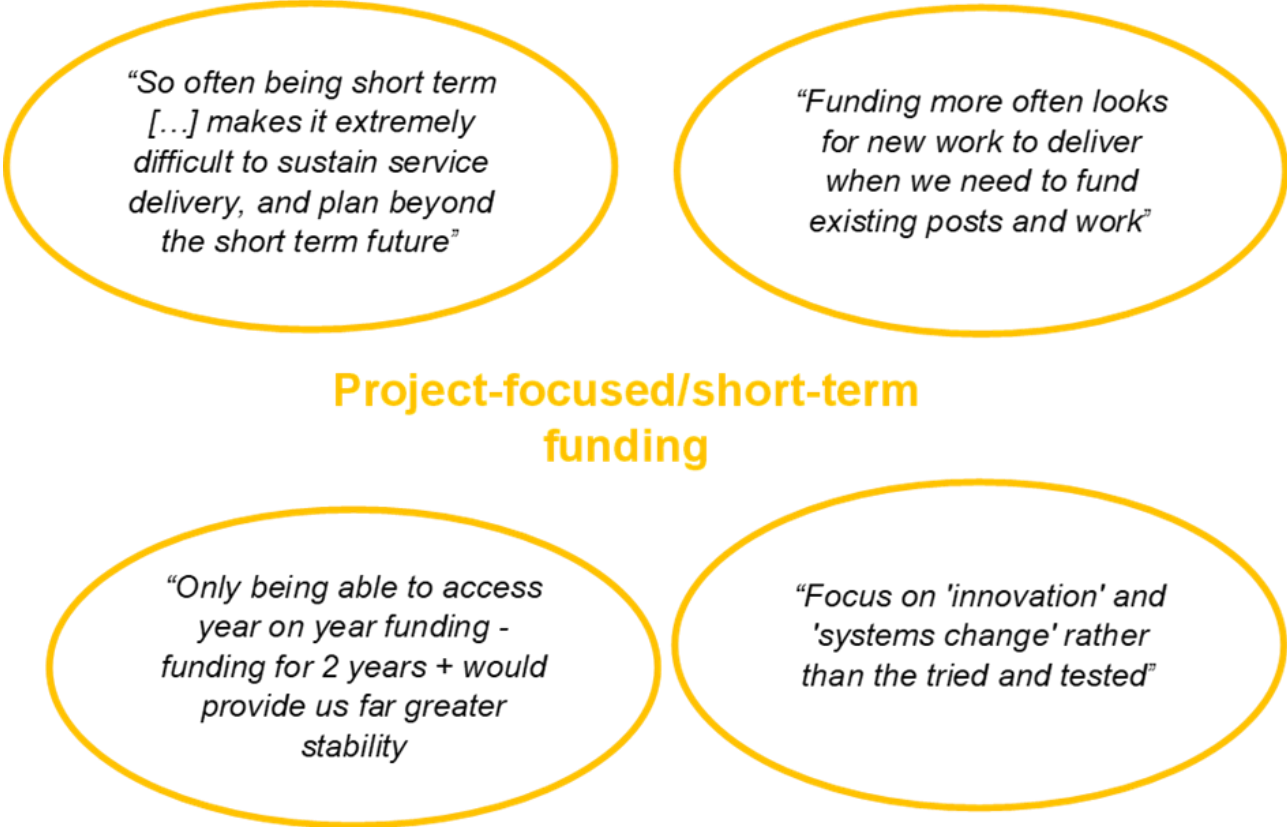 “So often being short term
[…] makes it extremely
difficult to sustain service
delivery, and plan beyond
the short term future”
“Funding more often looks
for new work to deliver
when we need to fund
existing posts and work”
Project-focused/short-term
funding
“Only being able to access
year on year funding -
funding for 2 years + would
provide us far greater
stability
“Focus on 'innovation' and
'systems change' rather
than the tried and tested”